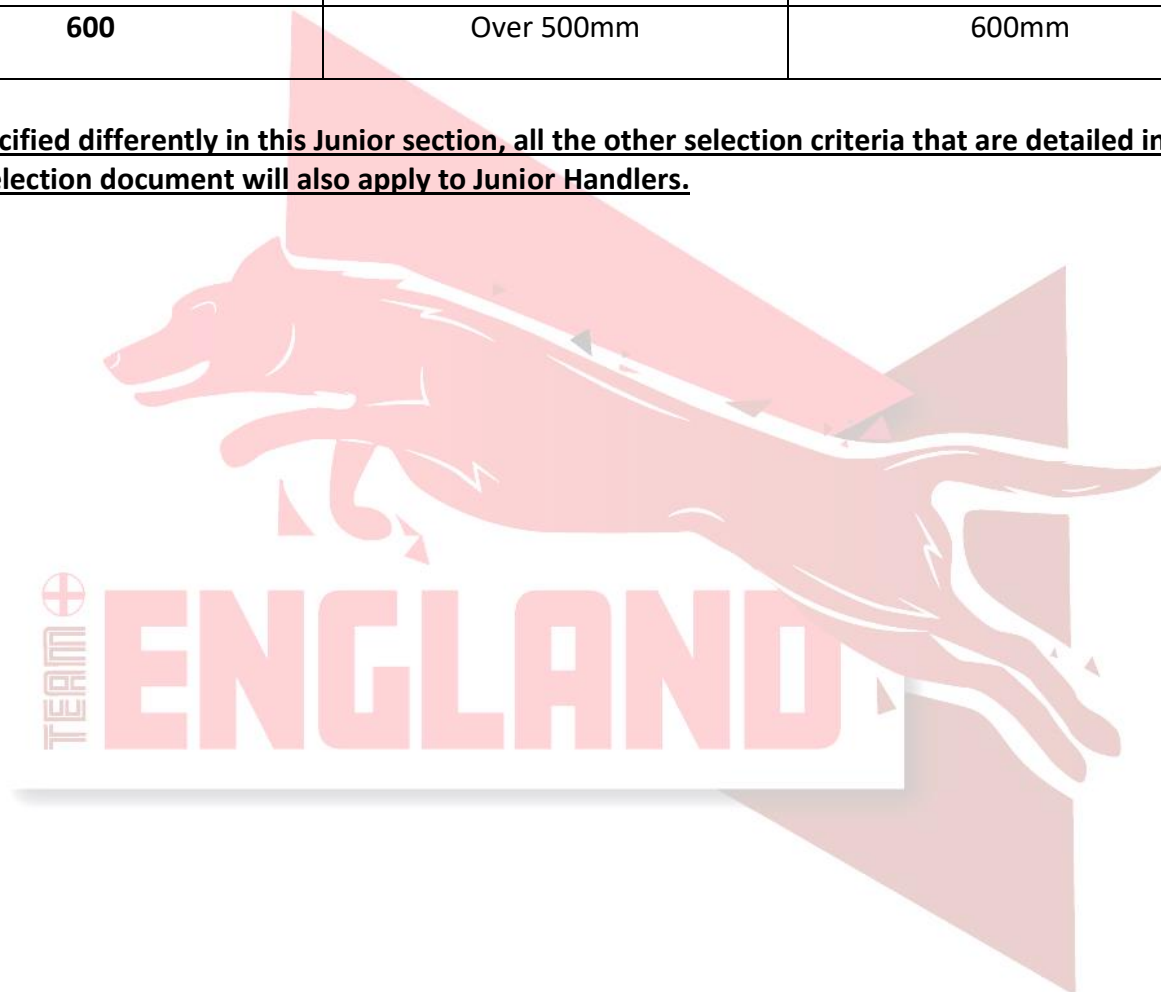 600 Over 500mm 600mm
cified differently in this Junior section, all the other selection criteria that are detailed in
election document will also apply to Junior Handlers.
TEAM
ENGLAND